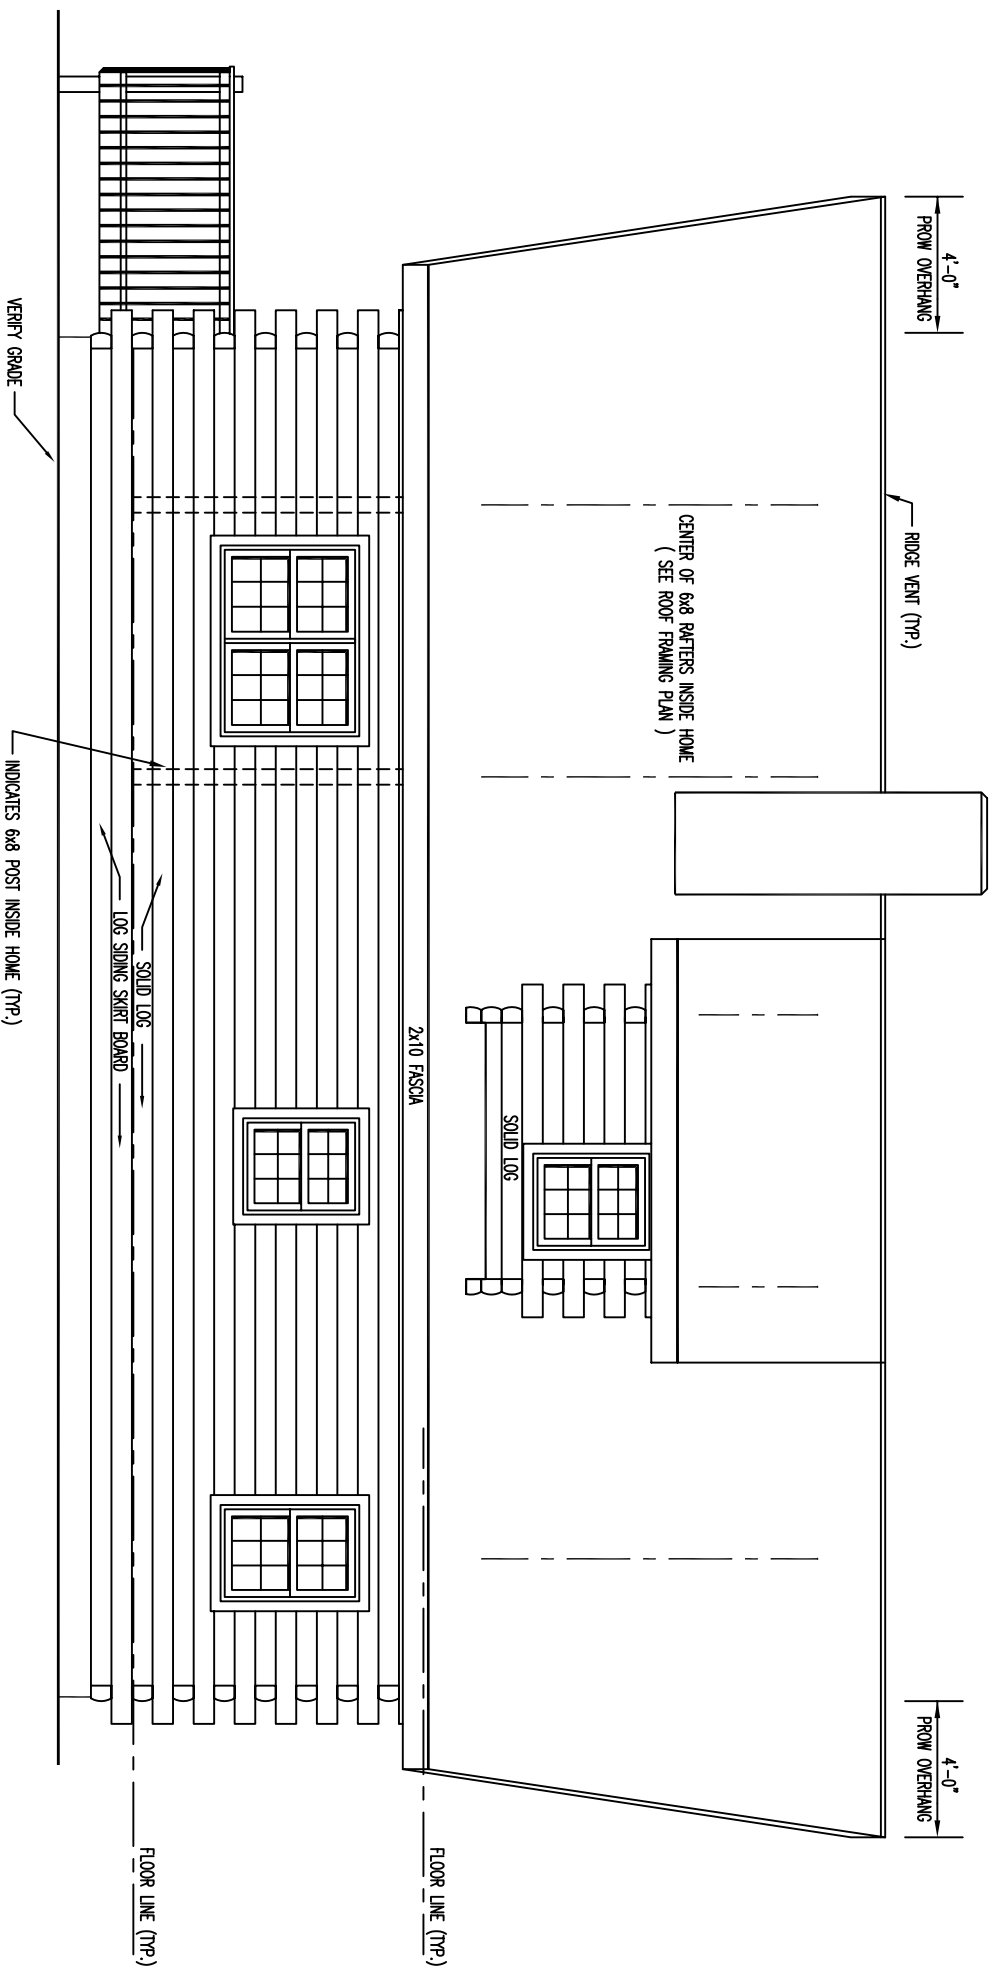 4'-0"
PROW OVERHANG
4'-0"
PROW OVERHANG
RIDGE VENT (TYP.)
CENTER OF 6x8 RAFTERS INSIDE HOME
( SEE ROOF FRAMING PLAN )
SOLID LOG
2x10 FASCIA
FLOOR LINE (TYP.)
SOLID LOG
LOG SIDING SKIRT BOARD
FLOOR LINE (TYP.)
VERIFY GRADE
INDICATES 6x8 POST INSIDE HOME (TYP.)